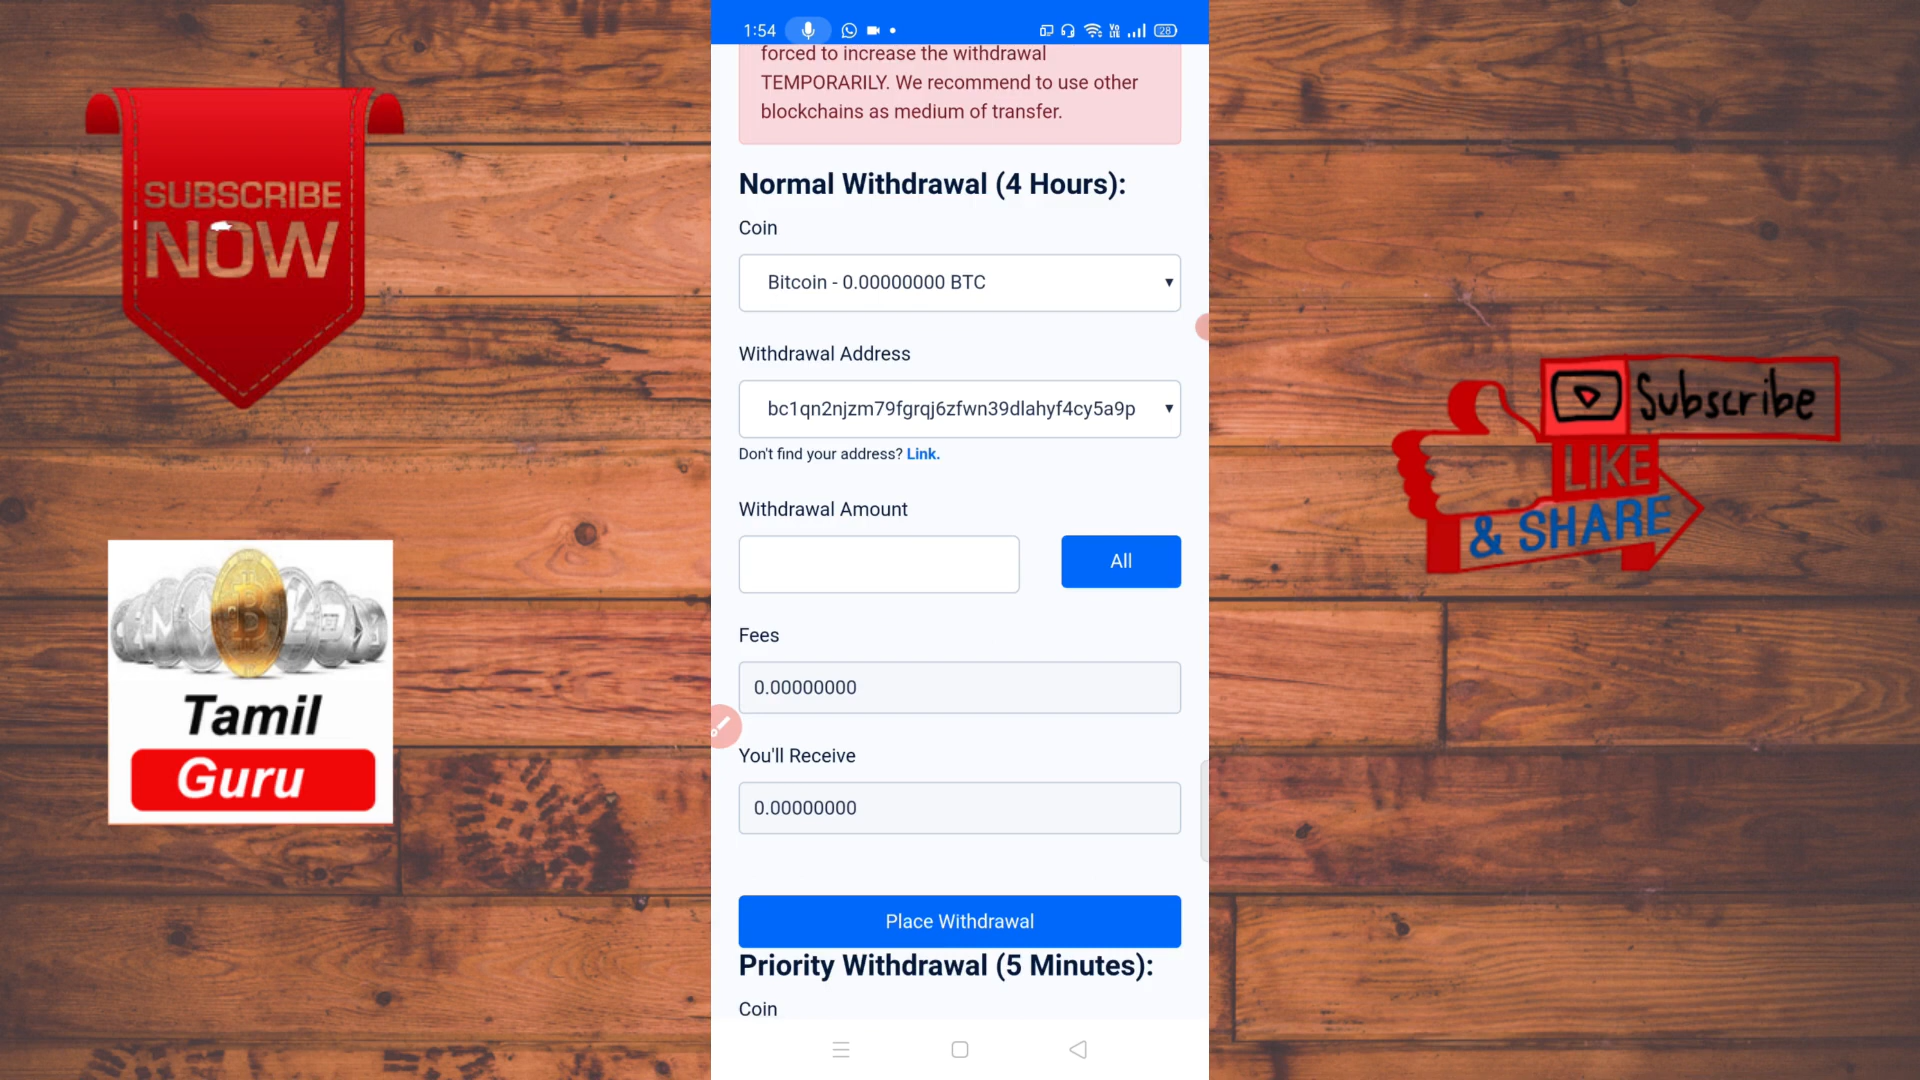 1:54
28
forced to increase the withdrawal
TEMPORARILY. We recommend to use other
blockchains as medium of transfer.
Normal Withdrawal (4 Hours):
Coin
Bitcoin - 0.00000000 BTC
Withdrawal Address
bc1qn2njzm79fgrqj6zfwn39dlahyf4cy5a9p
Don't find your address? Link.
Withdrawal Amount
All
Fees
0.00000000
You'll Receive
0.00000000
Place Withdrawal
Priority Withdrawal (5 Minutes):
Coin
SUBSCRIBE
NOW
Tamil
Guru
Subscribe
LIKE
& SHARE